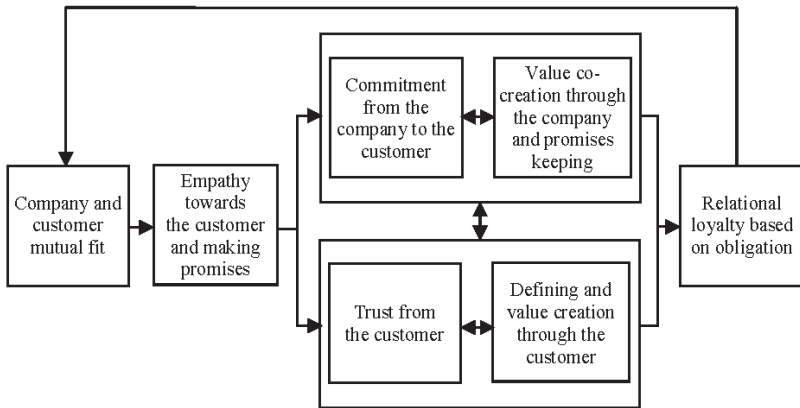 Company and
customer
mutual fit
Empathy
towards
the customer
and making
promises
Commitment
from the
company to the
customer
Value co-
creation through
the company
and promises
keeping
Trust from
the customer
Defining and
value creation
through the
customer
Relational
loyalty based
on obligation